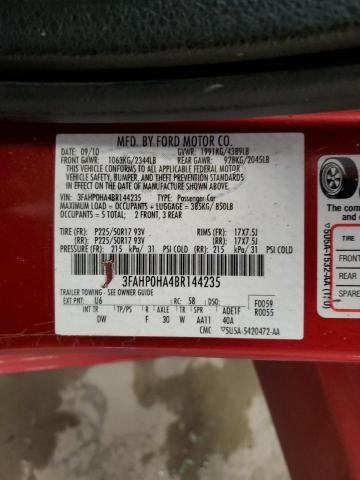 MFD. BY FORD MOTOR CO.
DATE: 09/10 GVWR: 1991KG/4389LB
FRONT GAWR: 1063KG/2344LB REAR GAWR: 928KG/2045LB
THIS VEHICLE CONFORMS TO ALL APPLICABLE FEDERAL MOTOR
VEHICLE SAFETY, BUMPER, AND THEFT PREVENTION STANDARDS
IN EFFECT ON THE DATE OF MANUFACTURE SHOWN ABOVE.
VIN: 3FAHP0HA4BR144235 TYPE: Passenger Car
MAXIMUM LOAD = OCCUPANTS + LUGGAGE = 385KG/850LB
OCCUPANTS = 5 TOTAL: 2 FRONT, 3 REAR
TIRE (FR): P225/50R17 93V 17X7.5J
TIRE (RR): P225/50R17 93V 17X7.5J
PRESSURE (FR): 215 kPa/ 31 PSI COLD (RR): 215 kPa/ 31 PSI COLD
3FAHP0HA4BR144235
TRAILER TOWING - SEE OWNER GUIDE
EXT PNT: U6 RC: 58 F0059
R0055
INT TR TP/PS R AXLE TR SPR ADETF
DW F 30 W AA11 40A
CMC 5U5A-5420472-AA
TIRE
FRONT
REAR
SPARE